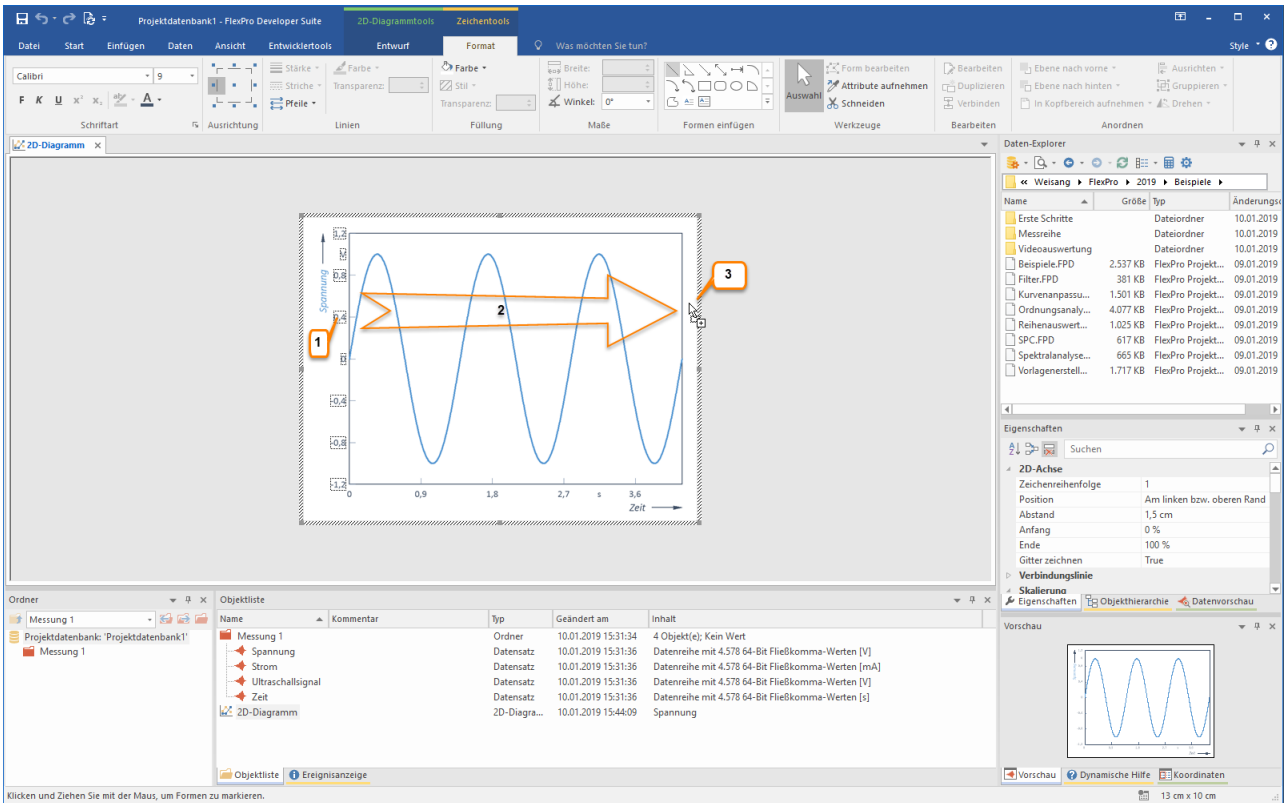 Projektdatenbank1 - FlexPro Developer Suite
2D-Diagrammtools
Zeichentools
Datei Start Einfügen Daten Ansicht Entwicklertools Entwurf Format Was möchten Sie tun? Style
Calibri 9
F K U x² x₂ A
Schriftart
Ausrichtung
Stärke
Striche
Pfeile
Farbe
Transparenz:
Linien
Farbe
Stil
Transparenz:
Füllung
Breite:
Höhe:
Winkel: 0°
Maße
Formen einfügen
Auswahl
Form bearbeiten
Attribute aufnehmen
Schneiden
Werkzeuge
Bearbeiten
Duplizieren
Verbinden
Bearbeiten
Ebene nach vorne
Ebene nach hinten
In Kopfbereich aufnehmen
Ausrichten
Gruppieren
Drehen
Anordnen
2D-Diagramm
Spannung
1,2
0,8
0,4
0
-0,4
-0,8
-1,2
0 0,9 1,8 2,7 s 3,6
Zeit
1
2
3
Daten-Explorer
« Weisang FlexPro 2019 Beispiele
Name Größe Typ Änderungsd
Erste Schritte Dateiordner 10.01.2019
Messreihe Dateiordner 10.01.2019
Videoauswertung Dateiordner 10.01.2019
Beispiele.FPD 2.537 KB FlexPro Projekt... 09.01.2019
Filter.FPD 381 KB FlexPro Projekt... 09.01.2019
Kurvenanpassu... 1.501 KB FlexPro Projekt... 09.01.2019
Ordnungsanaly... 4.077 KB FlexPro Projekt... 09.01.2019
Reihenauswert... 1.025 KB FlexPro Projekt... 09.01.2019
SPC.FPD 617 KB FlexPro Projekt... 09.01.2019
Spektralanalyse... 665 KB FlexPro Projekt... 09.01.2019
Vorlagenerstell... 1.717 KB FlexPro Projekt... 09.01.2019
Eigenschaften
Suchen
2D-Achse
Zeichenreihenfolge 1
Position Am linken bzw. oberen Rand
Abstand 1,5 cm
Anfang 0 %
Ende 100 %
Gitter zeichnen True
Verbindungslinie
Skalierung
Eigenschaften Objekthierarchie Datenvorschau
Ordner
Messung 1
Projektdatenbank: 'Projektdatenbank1'
Messung 1
Objektliste
Name Kommentar Typ Geändert am Inhalt
Messung 1 Ordner 10.01.2019 15:31:34 4 Objekt(e); Kein Wert
Spannung Datensatz 10.01.2019 15:31:36 Datenreihe mit 4.578 64-Bit Fließkomma-Werten [V]
Strom Datensatz 10.01.2019 15:31:36 Datenreihe mit 4.578 64-Bit Fließkomma-Werten [mA]
Ultraschallsignal Datensatz 10.01.2019 15:31:36 Datenreihe mit 4.578 64-Bit Fließkomma-Werten [V]
Zeit Datensatz 10.01.2019 15:31:36 Datenreihe mit 4.578 64-Bit Fließkomma-Werten [s]
2D-Diagramm 2D-Diagra... 10.01.2019 15:44:09 Spannung
Objektliste Ereignisanzeige
Vorschau
Vorschau Dynamische Hilfe Koordinaten
Klicken und Ziehen Sie mit der Maus, um Formen zu markieren.
13 cm x 10 cm